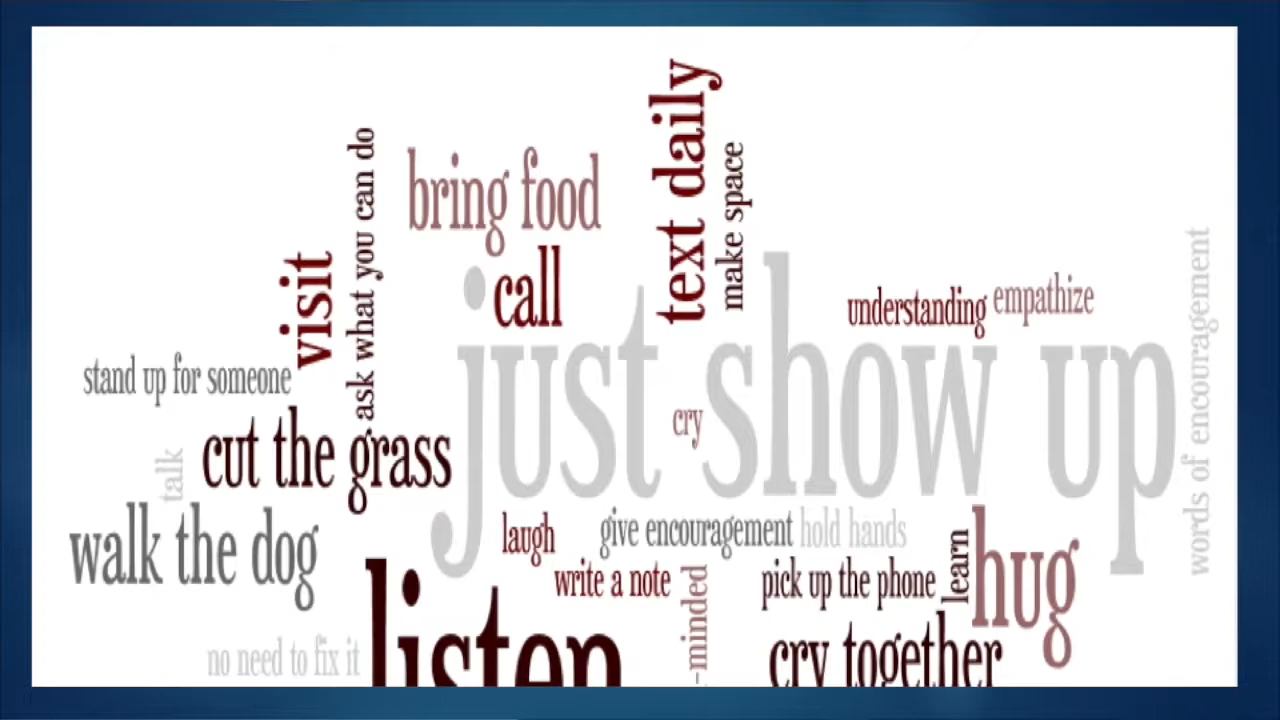 text daily
make space
ask what you can do
bring food
visit
call
just show up
understanding
empathize
words of encouragement
stand up for someone
cut the grass
cry
talk
walk the dog
laugh
give encouragement
hold hands
learn
hug
write a note
pick up the phone
-minded
listen
cry together
no need to fix it